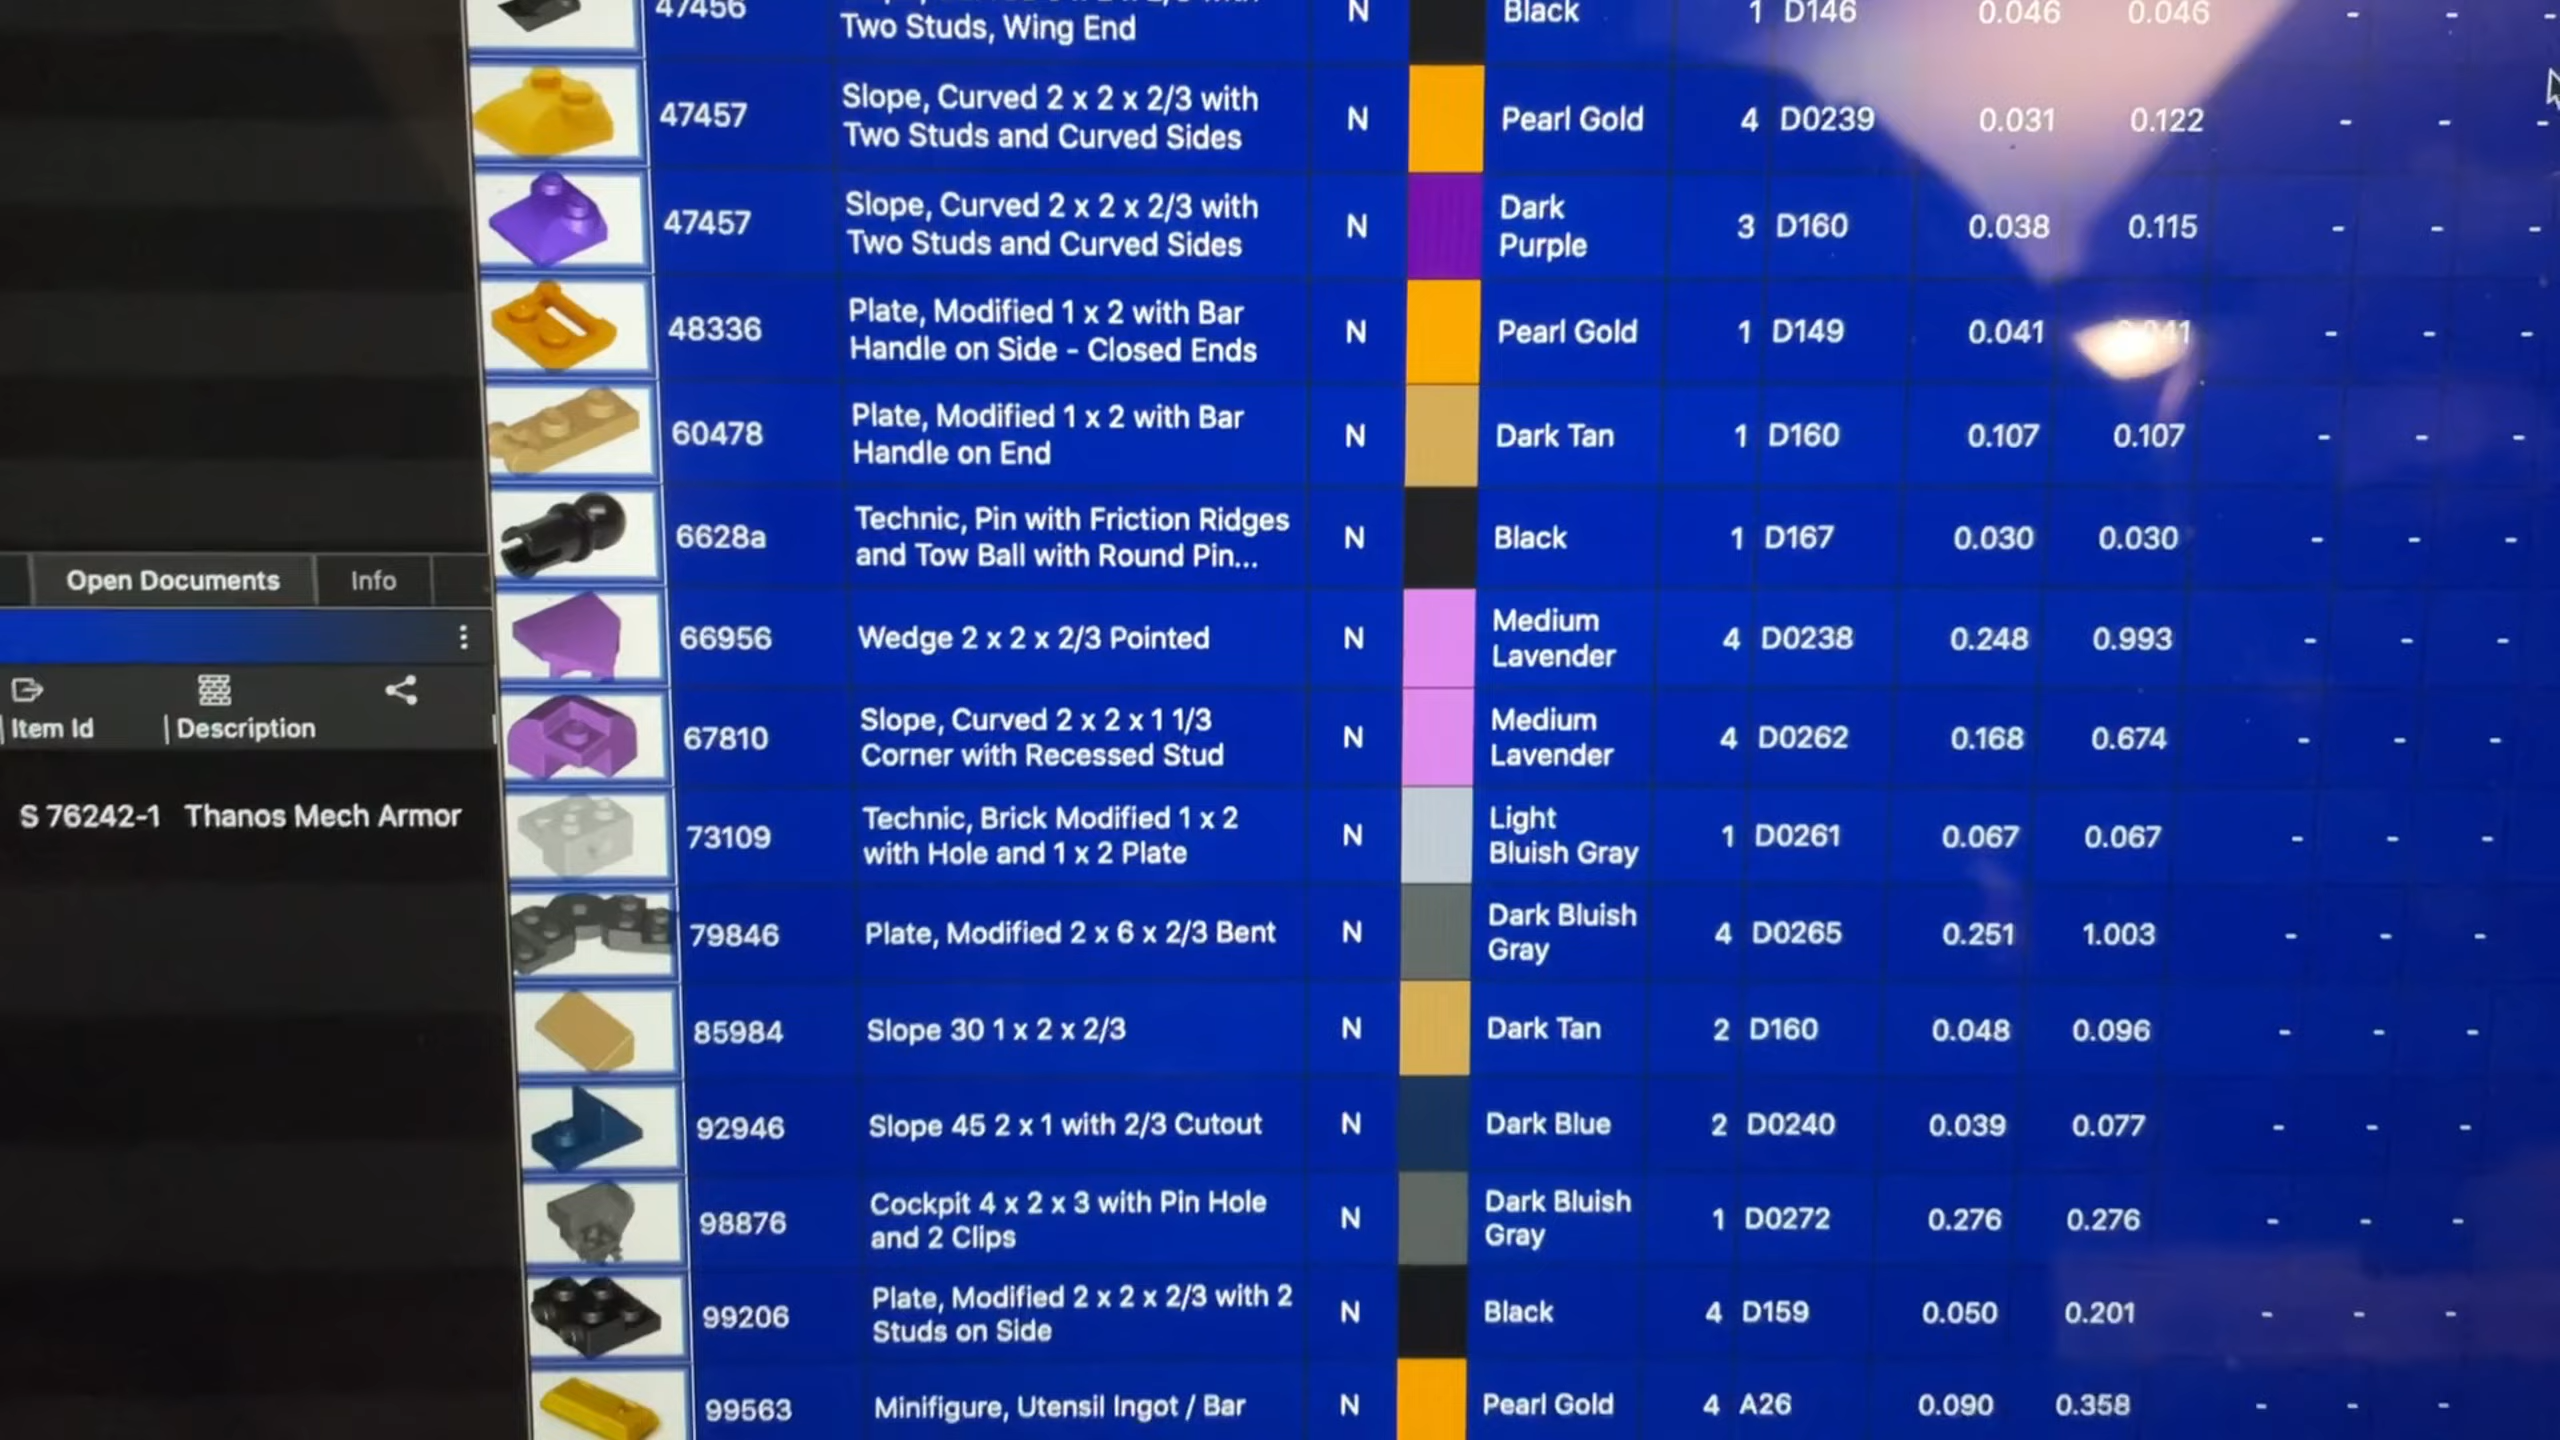 47456
Two Studs, Wing End
N
Black
1 D146 0.046 0.046 - - -
47457
Slope, Curved 2 x 2 x 2/3 with
Two Studs and Curved Sides
N
Pearl Gold
4 D0239 0.031 0.122 - - -
47457
Slope, Curved 2 x 2 x 2/3 with
Two Studs and Curved Sides
N
Dark
Purple
3 D160 0.038 0.115 - - -
48336
Plate, Modified 1 x 2 with Bar
Handle on Side - Closed Ends
N
Pearl Gold
1 D149 0.041 - - -
60478
Plate, Modified 1 x 2 with Bar
Handle on End
N
Dark Tan
1 D160 0.107 0.107 - - -
6628a
Technic, Pin with Friction Ridges
and Tow Ball with Round Pin...
N
Black
1 D167 0.030 0.030 - - -
66956
Wedge 2 x 2 x 2/3 Pointed
N
Medium
Lavender
4 D0238 0.248 0.993 - - -
67810
Slope, Curved 2 x 2 x 1 1/3
Corner with Recessed Stud
N
Medium
Lavender
4 D0262 0.168 0.674 - - -
73109
Technic, Brick Modified 1 x 2
with Hole and 1 x 2 Plate
N
Light
Bluish Gray
1 D0261 0.067 0.067 - - -
79846
Plate, Modified 2 x 6 x 2/3 Bent
N
Dark Bluish
Gray
4 D0265 0.251 1.003 - - -
85984
Slope 30 1 x 2 x 2/3
N
Dark Tan
2 D160 0.048 0.096 - - -
92946
Slope 45 2 x 1 with 2/3 Cutout
N
Dark Blue
2 D0240 0.039 0.077 - - -
98876
Cockpit 4 x 2 x 3 with Pin Hole
and 2 Clips
N
Dark Bluish
Gray
1 D0272 0.276 0.276 - - -
99206
Plate, Modified 2 x 2 x 2/3 with 2
Studs on Side
N
Black
4 D159 0.050 0.201 - - -
99563
Minifigure, Utensil Ingot / Bar
N
Pearl Gold
4 A26 0.090 0.358 - - -
Open Documents
Info
Item Id
Description
S 76242-1 Thanos Mech Armor